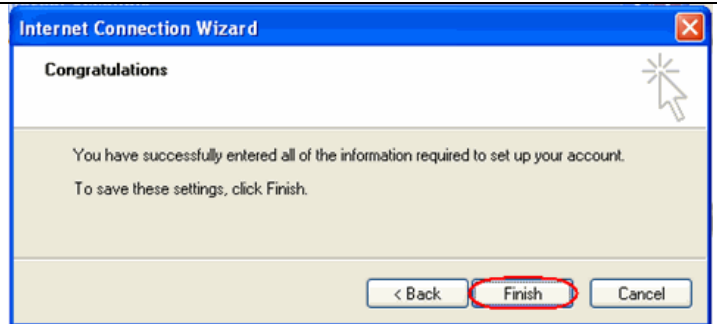 Internet Connection Wizard
Congratulations
You have successfully entered all of the information required to set up your account.
To save these settings, click Finish.
< Back Finish Cancel